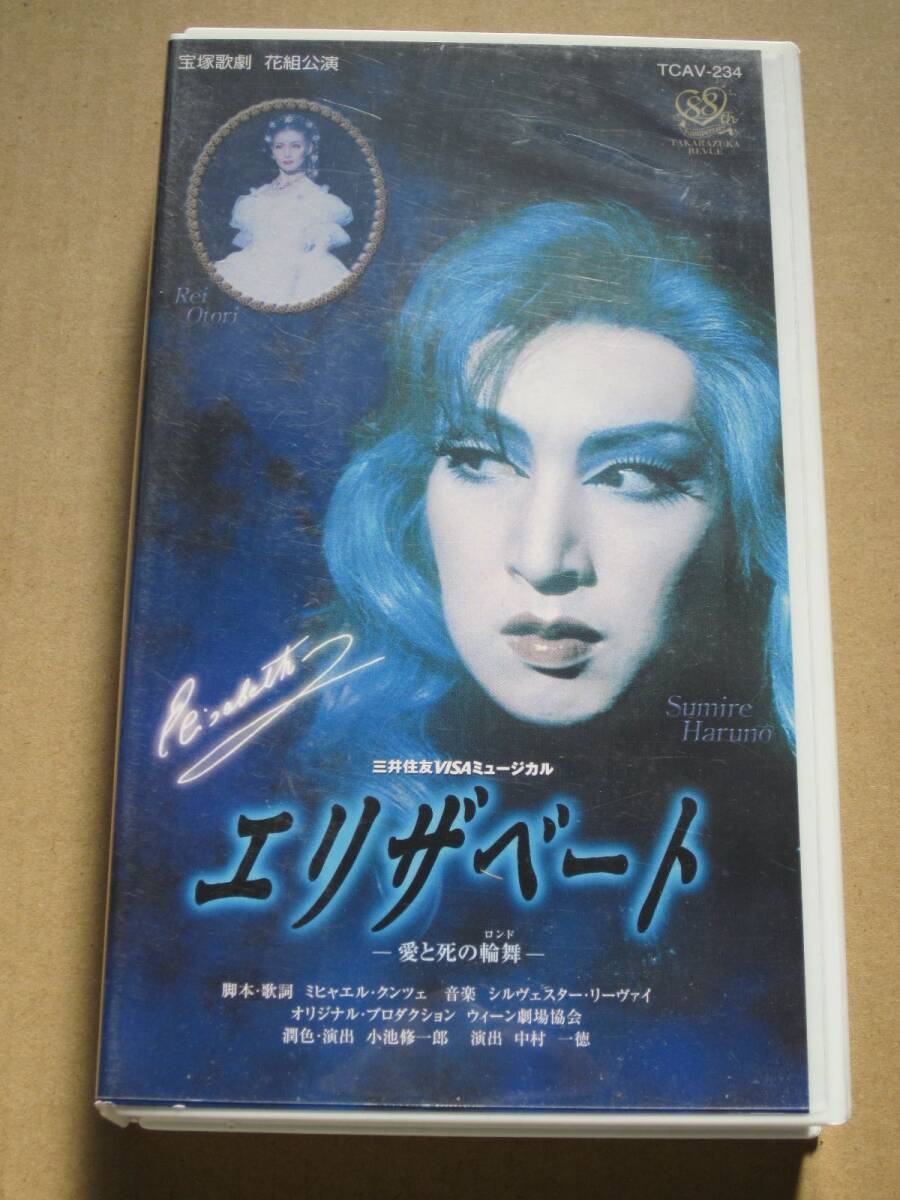 宝塚歌劇 花組公演
TCAV-234
88th
TAKARAZUKA
REVUE
Rei
Otori
Sumire
Haruno
Elisabeth
三井住友VISAミュージカル
エリザベート
ロンド
―愛と死の輪舞―
脚本・歌詞 ミヒャエル・クンツェ 音楽 シルヴェスター・リーヴァイ
オリジナル・プロダクション ウィーン劇場協会
潤色・演出 小池修一郎 演出 中村 一徳